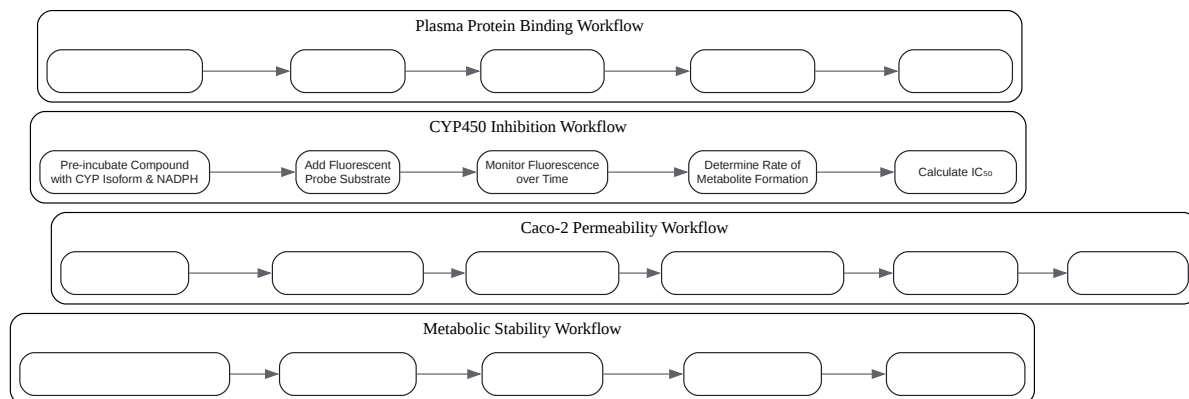 Plasma Protein Binding Workflow
CYP450 Inhibition Workflow
Pre-incubate Compound
with CYP Isoform & NADPH
Add Fluorescent
Probe Substrate
Monitor Fluorescence
over Time
Determine Rate of
Metabolite Formation
Calculate IC₅₀
Caco-2 Permeability Workflow
Metabolic Stability Workflow